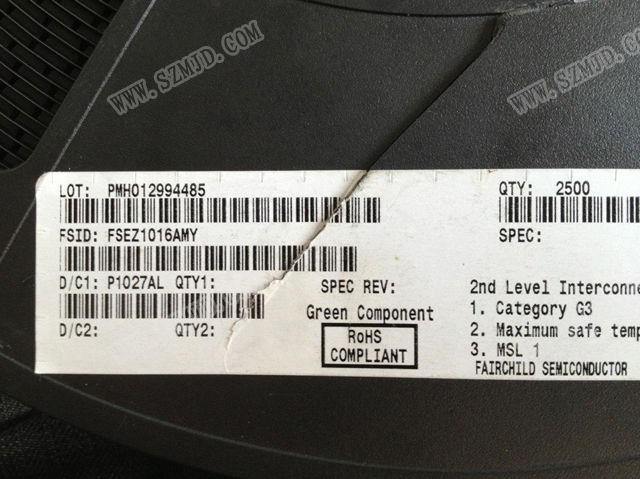 WWW.SZMJD.COM
WWW.SZMJD.COM
LOT: PMH012994485
QTY: 2500
FSID: FSEZ1016AMY
SPEC:
D/C1: P1027AL QTY1:
SPEC REV:
2nd Level Interconne
Green Component
1. Category G3
D/C2: QTY2:
RoHS
COMPLIANT
2. Maximum safe temp
3. MSL 1
FAIRCHILD SEMICONDUCTOR